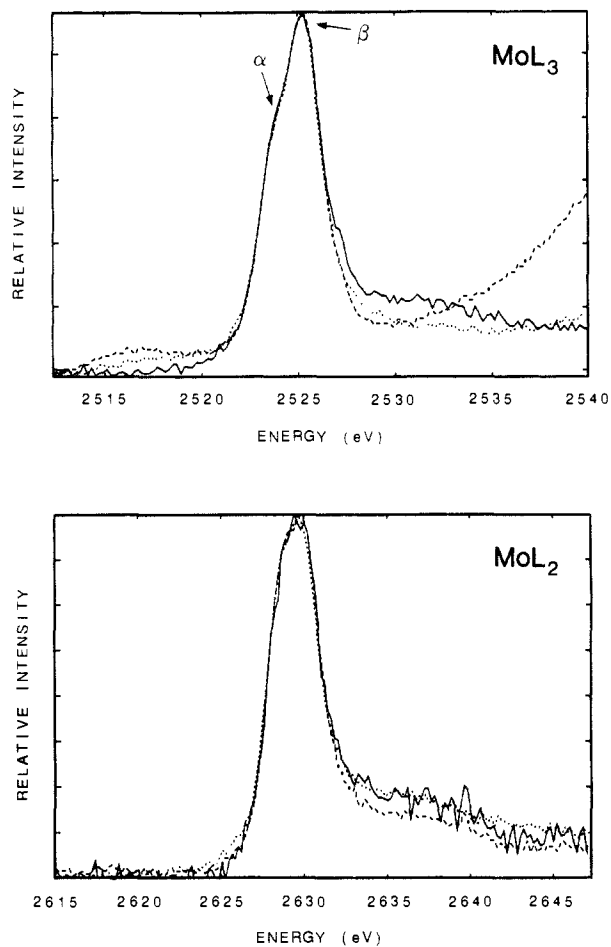 β
α
MoL3
RELATIVE INTENSITY
2515 2520 2525 2530 2535 2540
ENERGY (eV)
MoL2
RELATIVE INTENSITY
2615 2620 2625 2630 2635 2640 2645
ENERGY (eV)